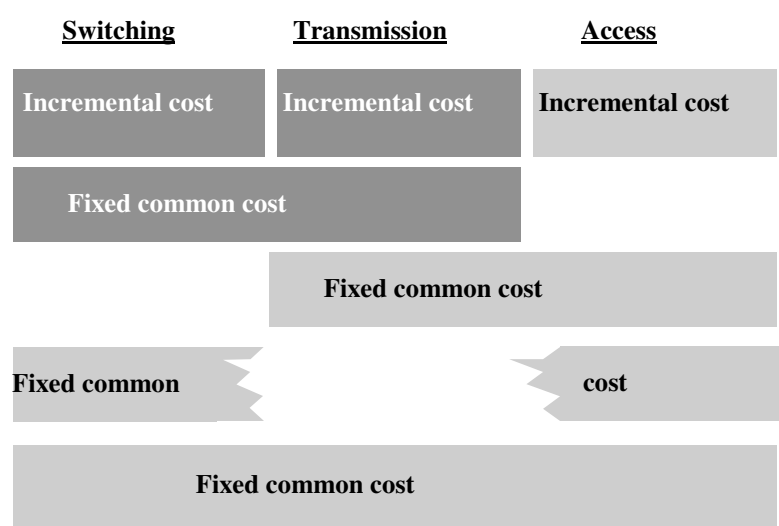 Switching Transmission Access
Incremental cost Incremental cost Incremental cost
Fixed common cost
Fixed common cost
Fixed common cost
Fixed common cost